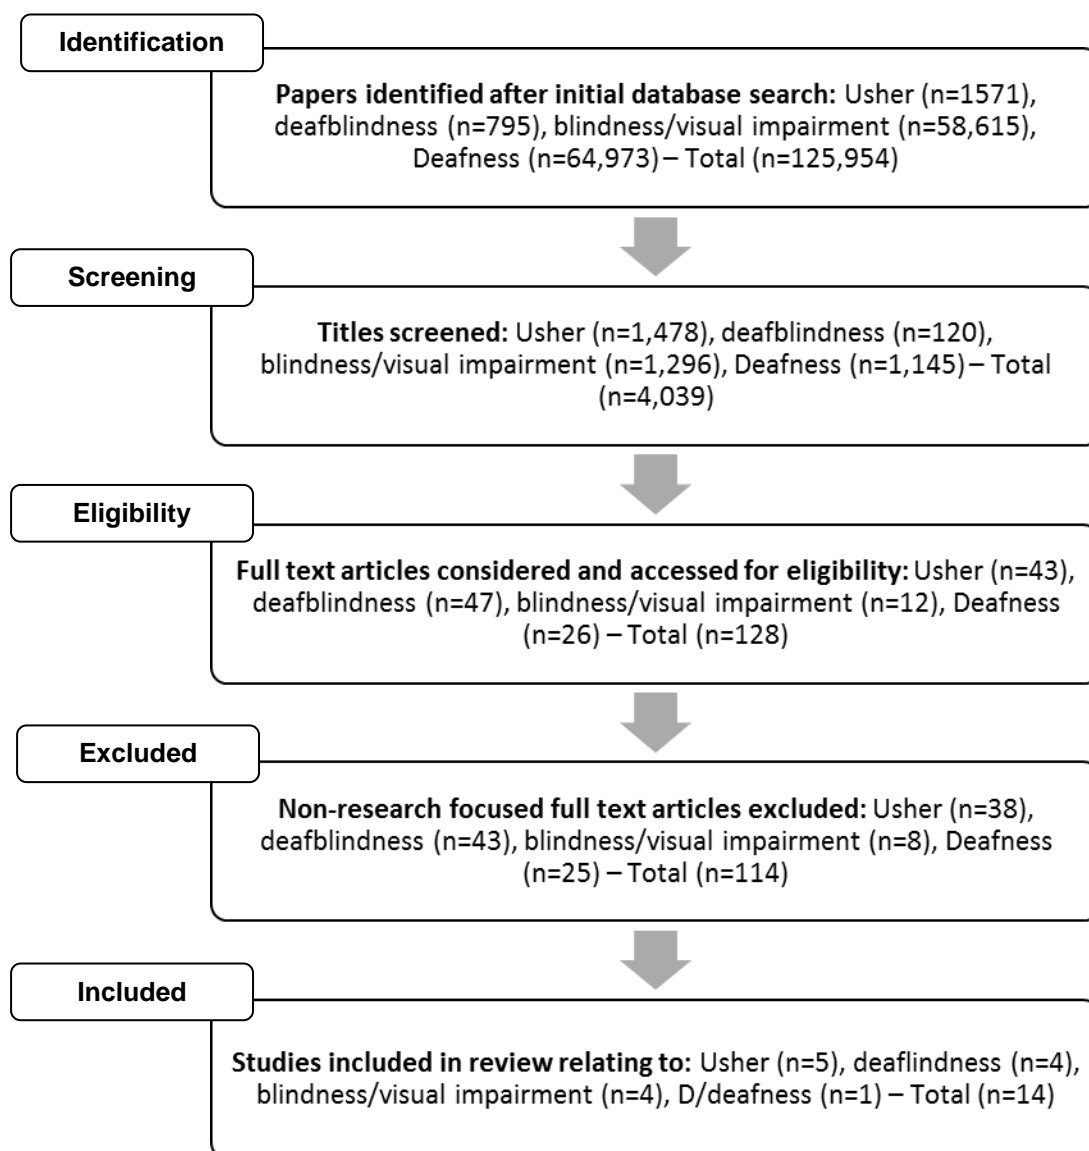 Identification
Papers identified after initial database search: Usher (n=1571),
deafblindness (n=795), blindness/visual impairment (n=58,615),
Deafness (n=64,973) – Total (n=125,954)
Screening
Titles screened: Usher (n=1,478), deafblindness (n=120),
blindness/visual impairment (n=1,296), Deafness (n=1,145) – Total
(n=4,039)
Eligibility
Full text articles considered and accessed for eligibility: Usher (n=43),
deafblindness (n=47), blindness/visual impairment (n=12), Deafness
(n=26) – Total (n=128)
Excluded
Non-research focused full text articles excluded: Usher (n=38),
deafblindness (n=43), blindness/visual impairment (n=8), Deafness
(n=25) – Total (n=114)
Included
Studies included in review relating to: Usher (n=5), deaflindness (n=4),
blindness/visual impairment (n=4), D/deafness (n=1) – Total (n=14)